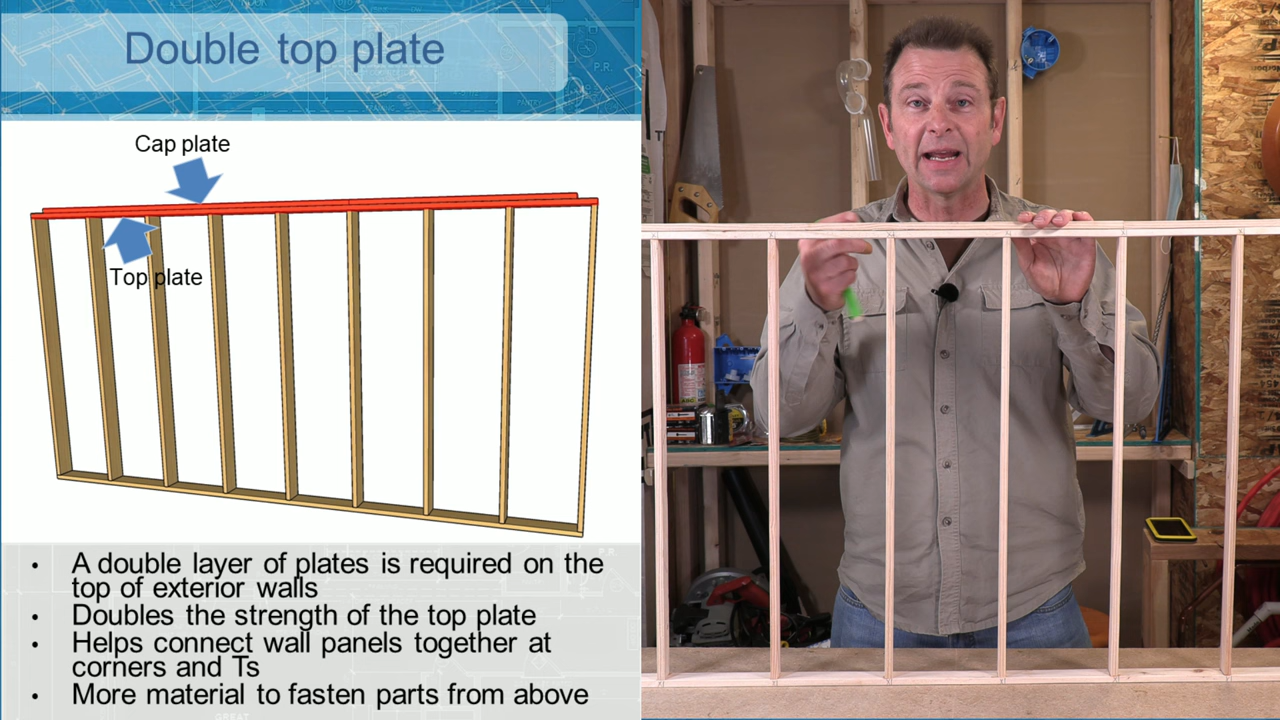 Double top plate
Cap plate
Top plate
• A double layer of plates is required on the
top of exterior walls
• Doubles the strength of the top plate
• Helps connect wall panels together at
corners and Ts
• More material to fasten parts from above